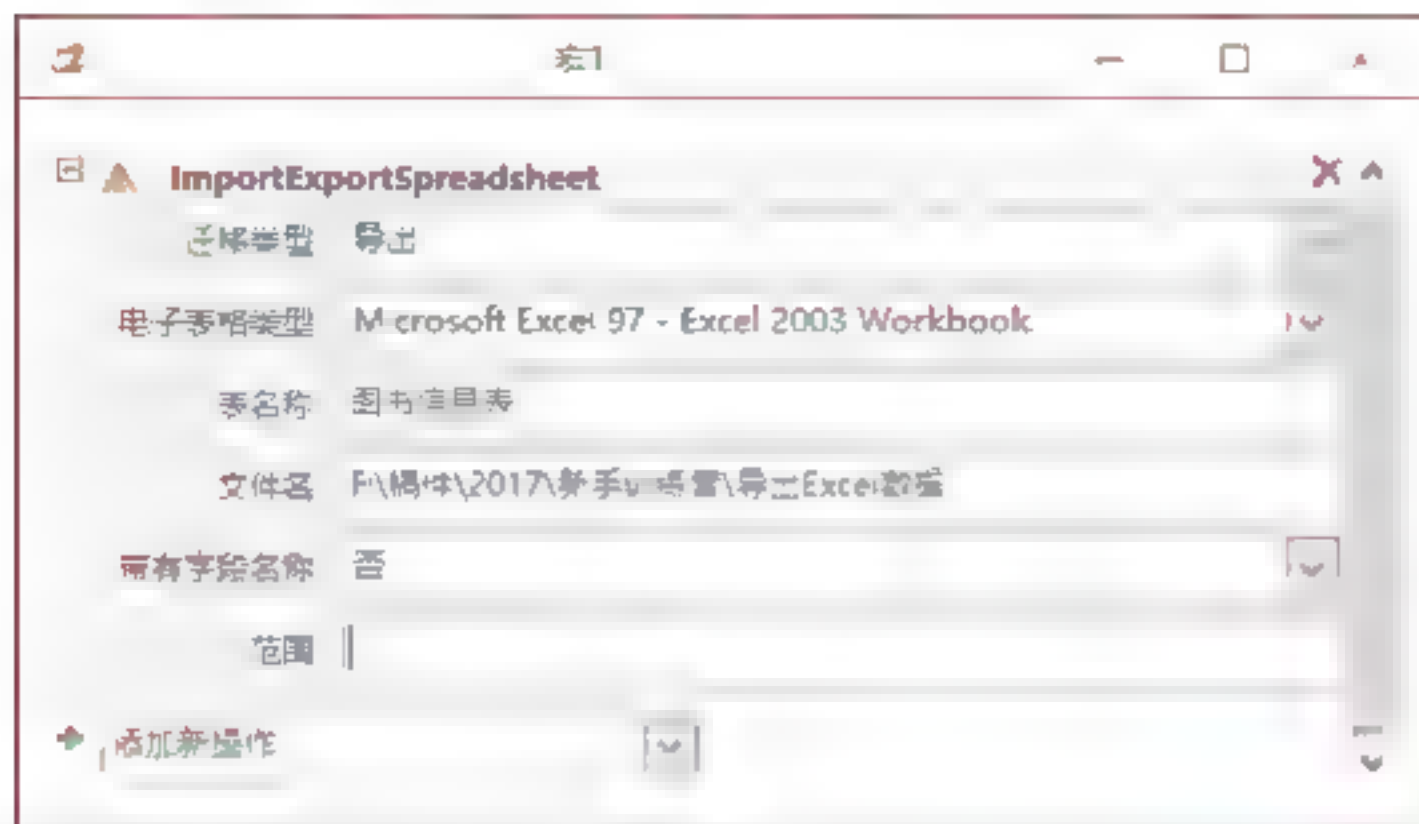 宏1
ImportExportSpreadsheet
迁移类型 导出
电子表格类型 Microsoft Excel 97 - Excel 2003 Workbook
表名称 图书信息表
文件名 F:\稿件\2017\新手 \导出Excel数据
带有字段名称 否
范围
添加新操作